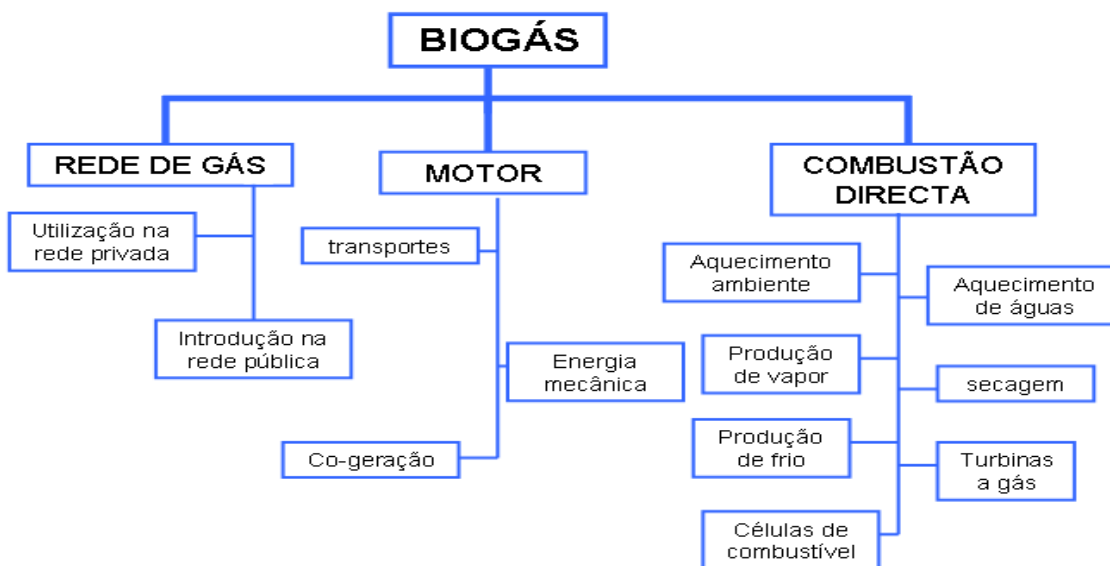 BIOGÁS
REDE DE GÁS
Utilização na
rede privada
Introdução na
rede pública
MOTOR
transportes
Energia
mecânica
Co-geração
COMBUSTÃO
DIRECTA
Aquecimento
ambiente
Aquecimento
de águas
Produção
de vapor
secagem
Produção
de frio
Turbinas
a gás
Células de
combustível